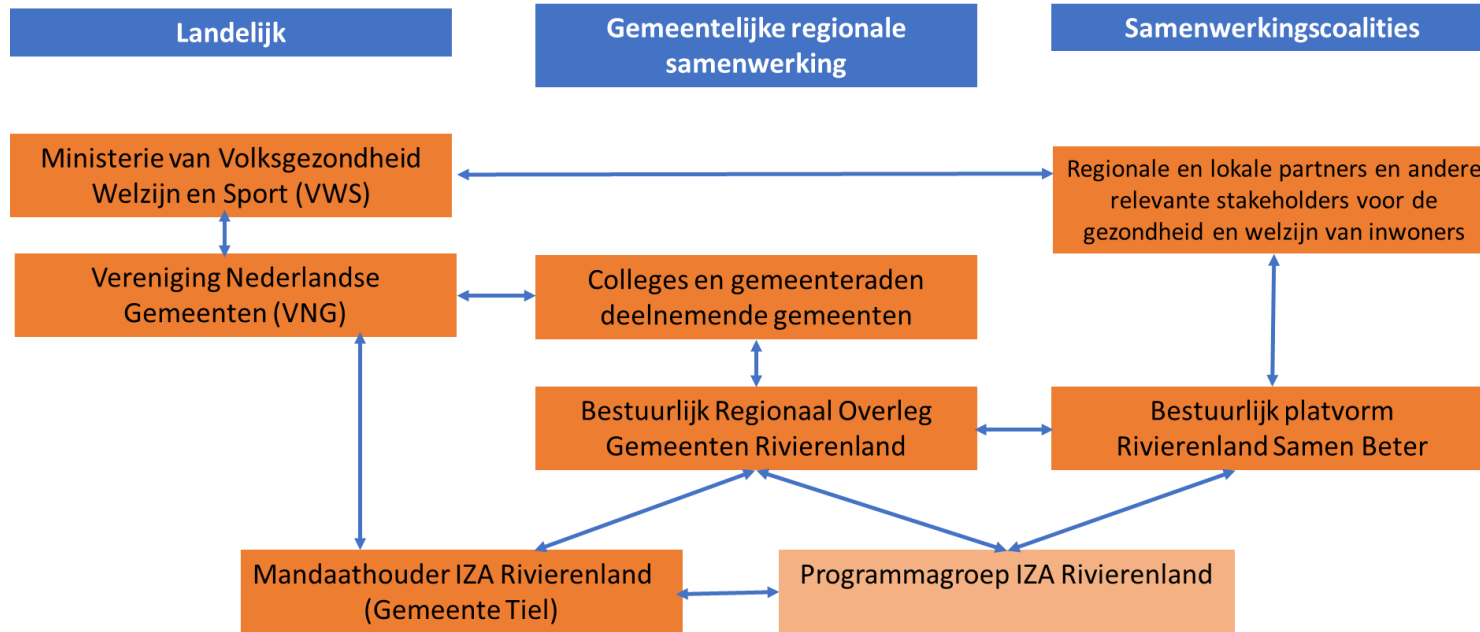 Landelijk
Gemeentelijke regionale
samenwerking
Samenwerkingscoalities
Ministerie van Volksgezondheid
Welzijn en Sport (VWS)
Regionale en lokale partners en andere
relevante stakeholders voor de
gezondheid en welzijn van inwoners
Vereniging Nederlandse
Gemeenten (VNG)
Colleges en gemeenteraden
deelnemende gemeenten
Bestuurlijk Regionaal Overleg
Gemeenten Rivierenland
Bestuurlijk platvorm
Rivierenland Samen Beter
Mandaathouder IZA Rivierenland
(Gemeente Tiel)
Programmagroep IZA Rivierenland